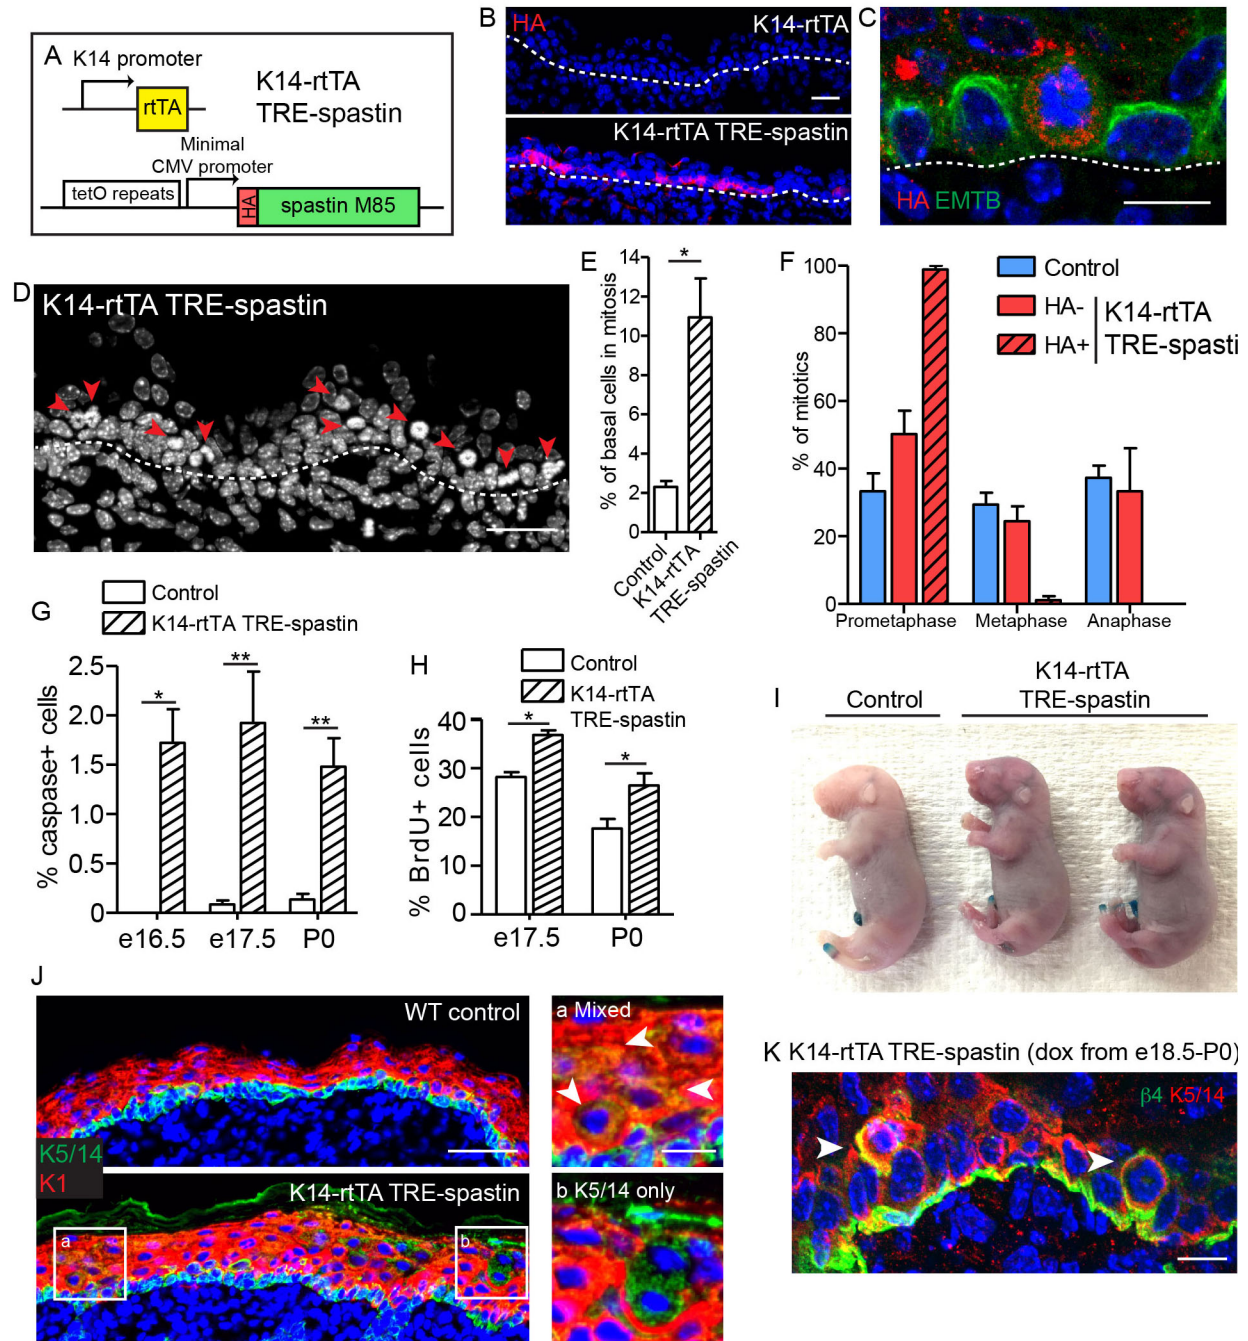 A
K14 promoter
rtTA
K14-rtTA
TRE-spastin
Minimal
CMV promoter
tetO repeats
HA
spastin M85
B
HA
K14-rtTA
K14-rtTA TRE-spastin
C
HA EMTB
D
K14-rtTA TRE-spastin
E
% of basal cells in mitosis
14
12
10
8
6
4
2
0
*
Control
K14-rtTA
TRE-spastin
F
% of mitotics
100
80
60
40
20
0
Prometaphase
Metaphase
Anaphase
Control
HA-
HA+
K14-rtTA
TRE-spasti
G
Control
K14-rtTA TRE-spastin
% caspase+ cells
2.5
2.0
1.5
1.0
0.5
0
*
**
**
e16.5
e17.5
P0
H
Control
K14-rtTA
TRE-spastin
% BrdU+ cells
40
30
20
10
0
*
*
e17.5
P0
I
Control
K14-rtTA
TRE-spastin
J
WT control
K5/14
K1
K14-rtTA TRE-spastin
a
b
a Mixed
b K5/14 only
K K14-rtTA TRE-spastin (dox from e18.5-P0)
β4 K5/14